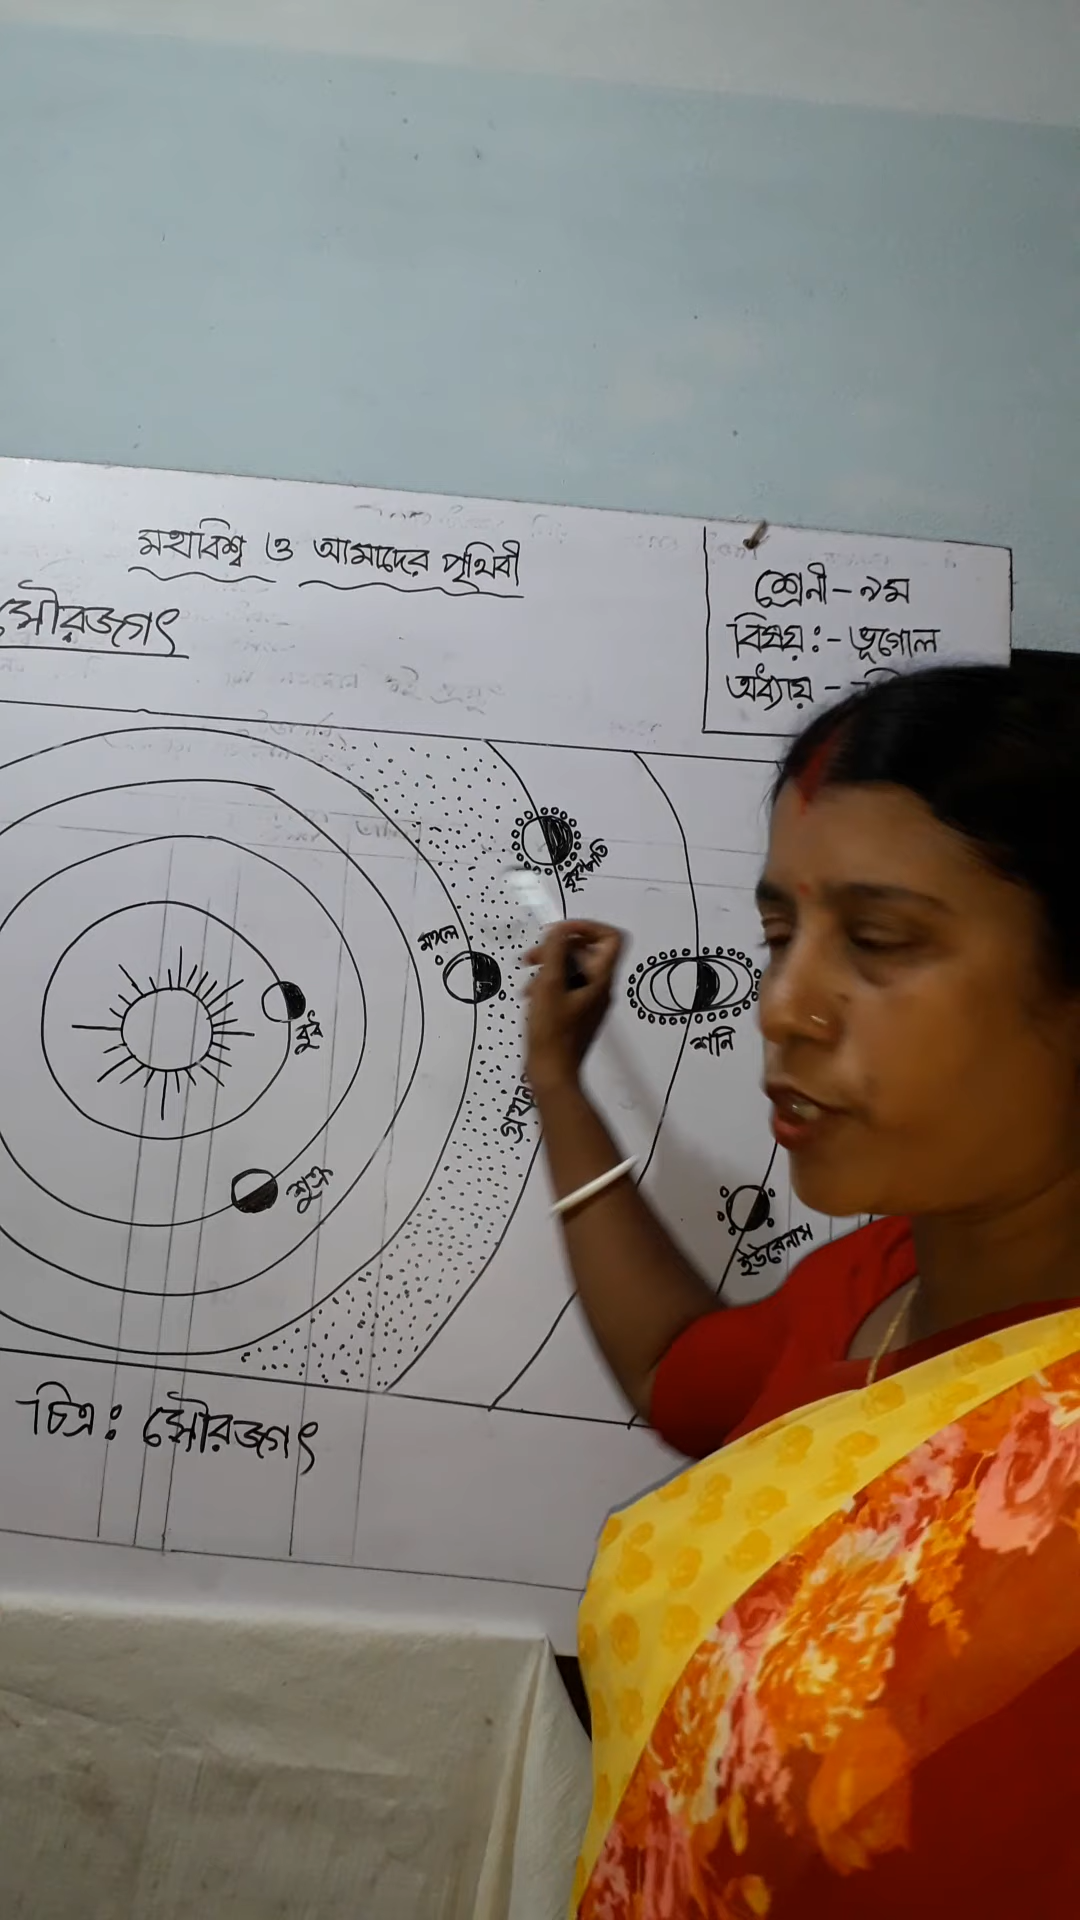 মহাবিশ্ব ও আমাদের পৃথিবী
সৌরজগৎ
শ্রেনী - ৯ম
বিষয় :- ভূগোল
অধ্যায় -
বৃহস্পতি
মঙ্গল
বুধ
শনি
শুক্র
ইউরেনাস
চিত্র : সৌরজগৎ